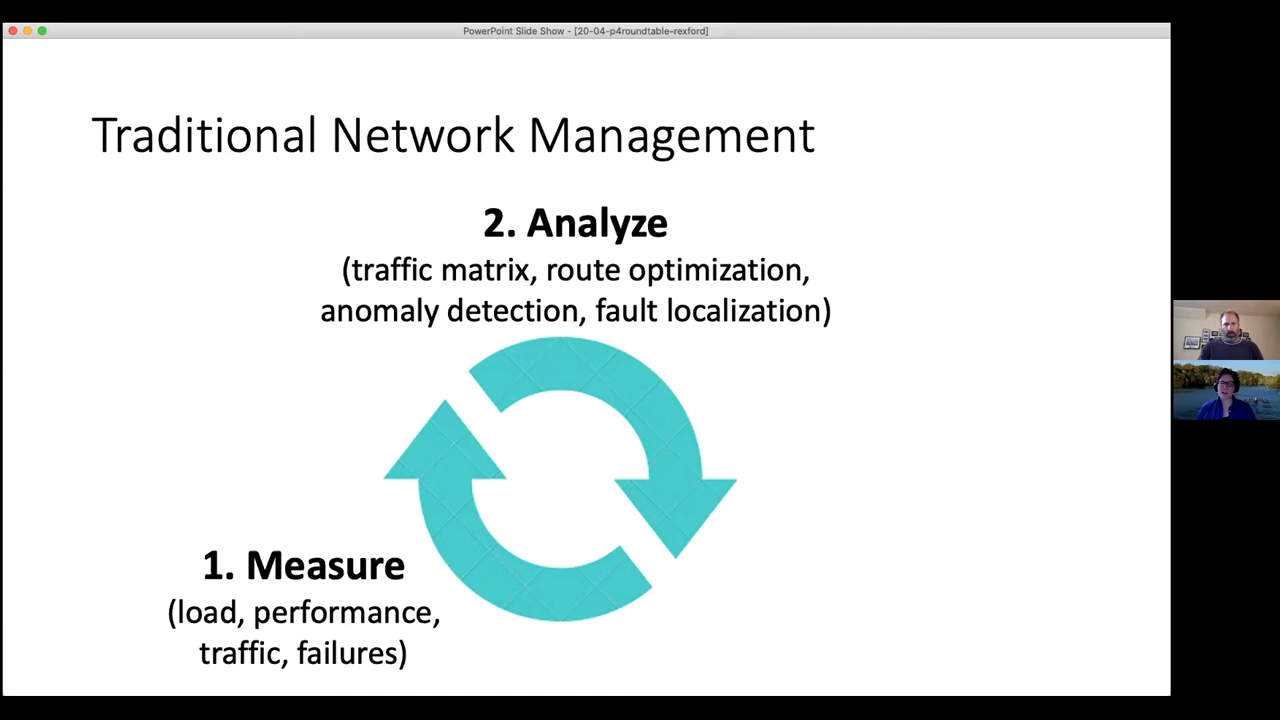 PowerPoint Slide Show - [20-04-p4roundtable-rexford]
Traditional Network Management
2. Analyze
(traffic matrix, route optimization,
anomaly detection, fault localization)
1. Measure
(load, performance,
traffic, failures)